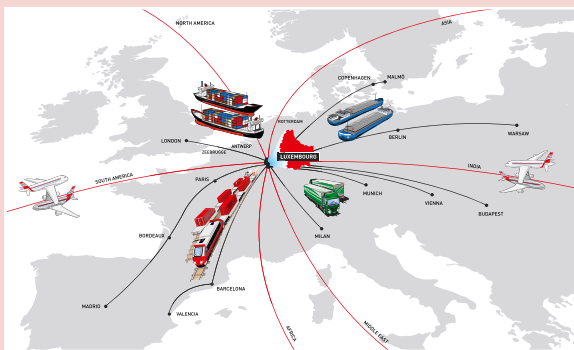 NORTH AMERICA
ASIA
COPENHAGEN
MALMÖ
ROTTERDAM
LONDON
ANTWERP
ZEEBRUGGE
BERLIN
WARSAW
LUXEMBOURG
SOUTH AMERICA
PARIS
INDIA
MUNICH
VIENNA
BUDAPEST
BORDEAUX
MILAN
BARCELONA
MADRID
VALENCIA
AFRICA
MIDDLE EAST